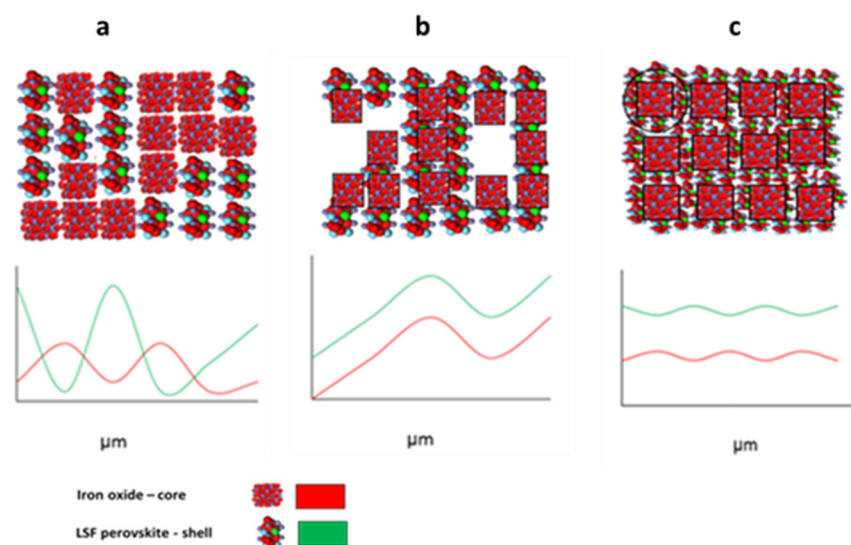 a
b
c
μm
μm
μm
Iron oxide – core
LSF perovskite - shell